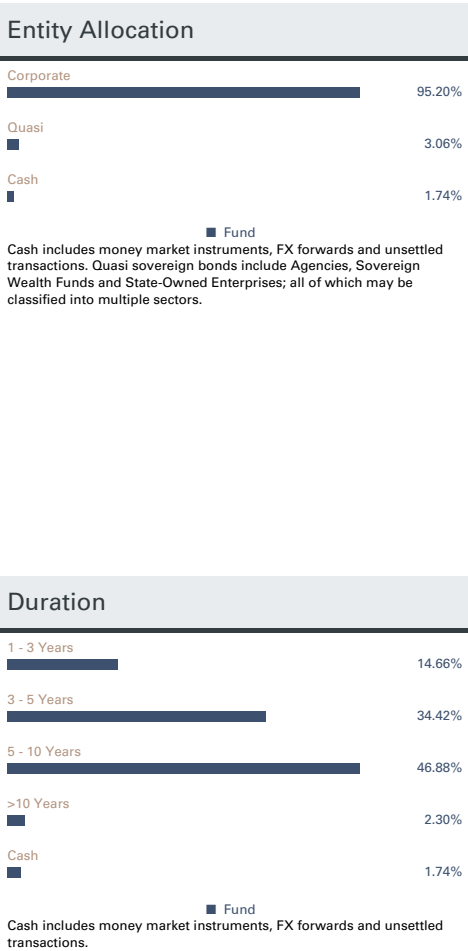 Entity Allocation
Corporate
95.20%
Quasi
3.06%
Cash
1.74%
Fund
Cash includes money market instruments, FX forwards and unsettled
transactions. Quasi sovereign bonds include Agencies, Sovereign
Wealth Funds and State-Owned Enterprises; all of which may be
classified into multiple sectors.
Duration
1 - 3 Years
14.66%
3 - 5 Years
34.42%
5 - 10 Years
46.88%
>10 Years
2.30%
Cash
1.74%
Fund
Cash includes money market instruments, FX forwards and unsettled
transactions.